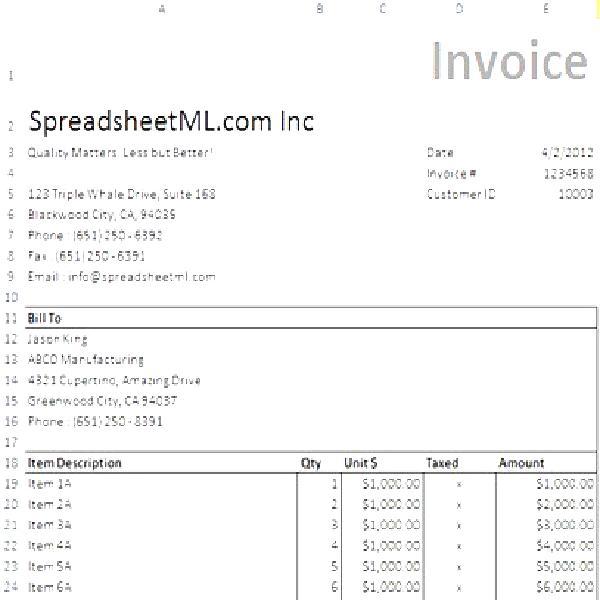 A B C D E
1 Invoice
2 SpreadsheetML.com Inc
3 Quality Matters. Less but Better! Date 4/2/2012
4 Invoice # 1234568
5 123 Triple Whale Drive, Suite 168 Customer ID 10003
6 Blackwood City, CA, 94035
7 Phone : (651) 250-6392
8 Fax : (651) 250-6391
9 Email : info@spreadsheetml.com
10
11 Bill To
12 Jason King
13 ABCD Manufacturing
14 4321 Cupertino, Amazing Drive
15 Greenwood City, CA 94037
16 Phone : (651) 250-8391
17
18 Item Description Qty Unit $ Taxed Amount
19 Item 1A 1 $1,000.00 x $1,000.00
20 Item 2A 2 $1,000.00 x $2,000.00
21 Item 3A 3 $1,000.00 x $3,000.00
22 Item 4A 4 $1,000.00 x $4,000.00
23 Item 5A 5 $1,000.00 x $5,000.00
24 Item 6A 6 $1,000.00 x $6,000.00